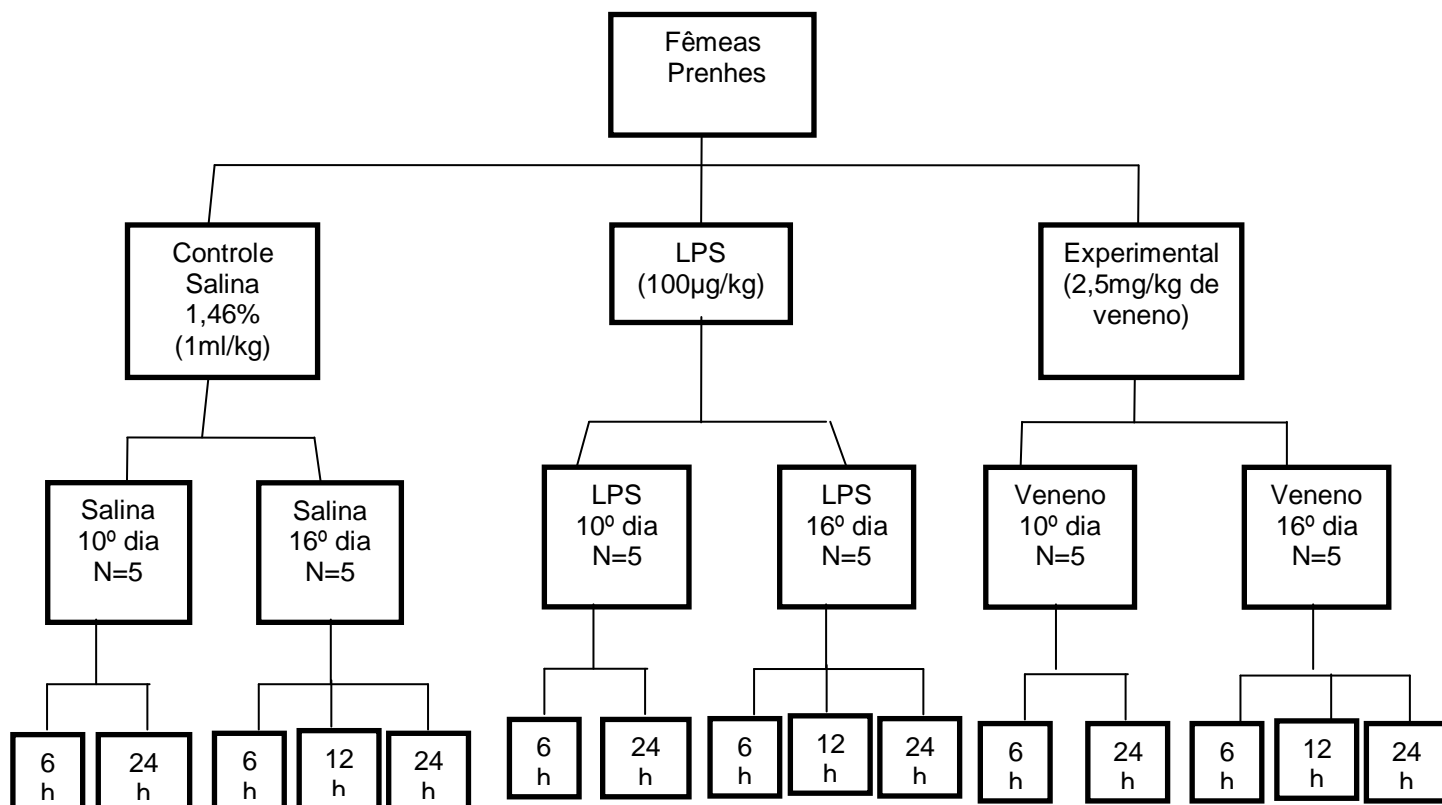 Fêmeas
Prenhes
Controle
Salina
1,46%
(1ml/kg)
LPS
(100µg/kg)
Experimental
(2,5mg/kg de
veneno)
Salina
10º dia
N=5
Salina
16º dia
N=5
LPS
10º dia
N=5
LPS
16º dia
N=5
Veneno
10º dia
N=5
Veneno
16º dia
N=5
6
h
24
h
6
h
12
h
24
h
6
h
24
h
6
h
12
h
24
h
6
h
24
h
6
h
12
h
24
h